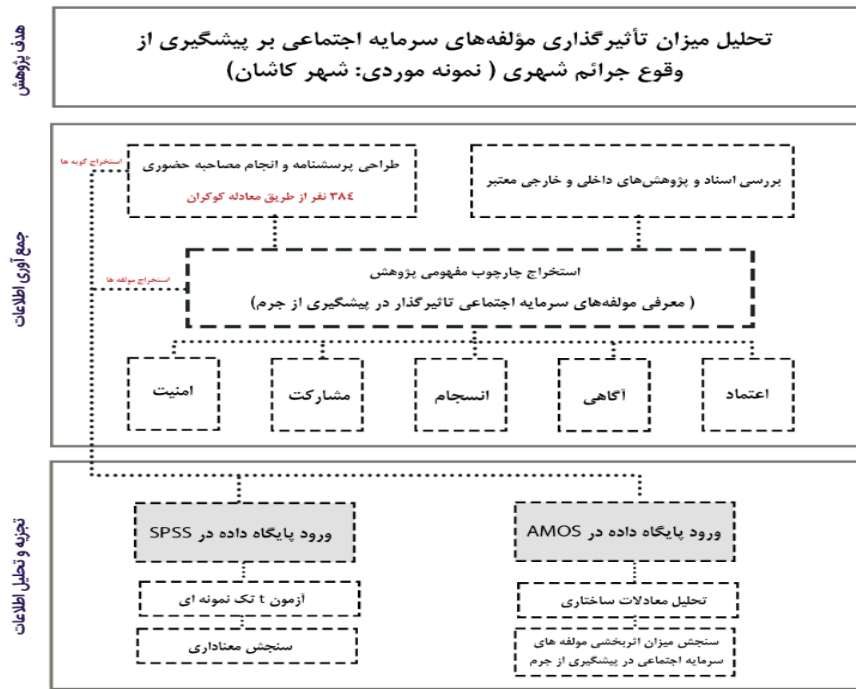 هدف پژوهش
تحلیل میزان تأثیرگذاری مؤلفه‌های سرمایه اجتماعی بر پیشگیری از
وقوع جرائم شهری ( نمونه موردی: شهر کاشان)
جمع آوری اطلاعات
بررسی اسناد و پژوهش‌های داخلی و خارجی معتبر
طراحی پرسشنامه و انجام مصاحبه حضوری
۳۸۴ نفر از طریق معادله کوکران
استخراج گویه ها
استخراج چارچوب مفهومی پژوهش
( معرفی مولفه‌های سرمایه اجتماعی تاثیرگذار در پیشگیری از جرم)
استخراج مولفه ها
اعتماد
آگاهی
انسجام
مشارکت
امنیت
تجزیه و تحلیل اطلاعات
ورود پایگاه داده در AMOS
تحلیل معادلات ساختاری
سنجش میزان اثربخشی مولفه های
سرمایه اجتماعی در پیشگیری از جرم
ورود پایگاه داده در SPSS
آزمون t تک نمونه ای
سنجش معناداری